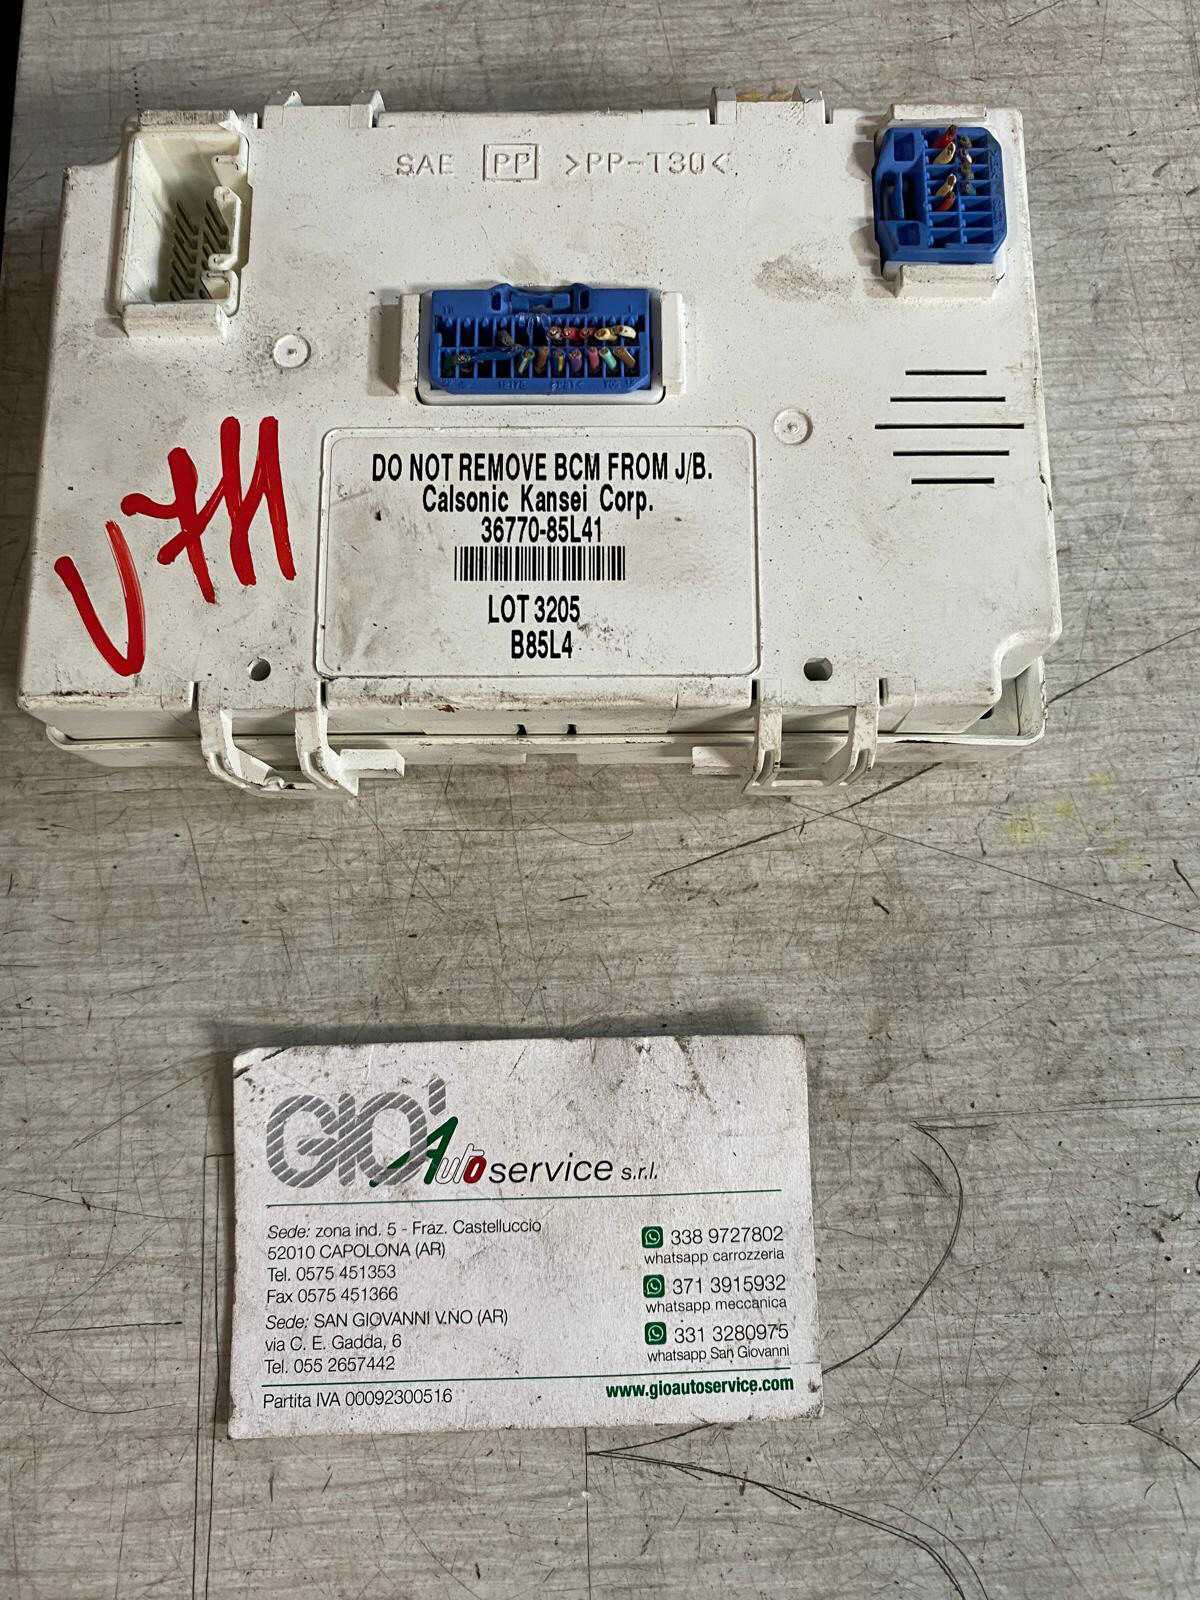 SAE PP >PP-T30<
DO NOT REMOVE BCM FROM J/B.
Calsonic Kansei Corp.
36770-85L41
LOT 3205
B85L4
V711
GIO' Autoservice s.r.l.
Sede: zona ind. 5 - Fraz. Castelluccio
52010 CAPOLONA (AR)
Tel. 0575 451353
Fax 0575 451366
Sede: SAN GIOVANNI V.NO (AR)
via C. E. Gadda, 6
Tel. 055 2657442
338 9727802
whatsapp carrozzeria
371 3915932
whatsapp meccanica
331 3280975
whatsapp San Giovanni
Partita IVA 00092300516
www.gioautoservice.com